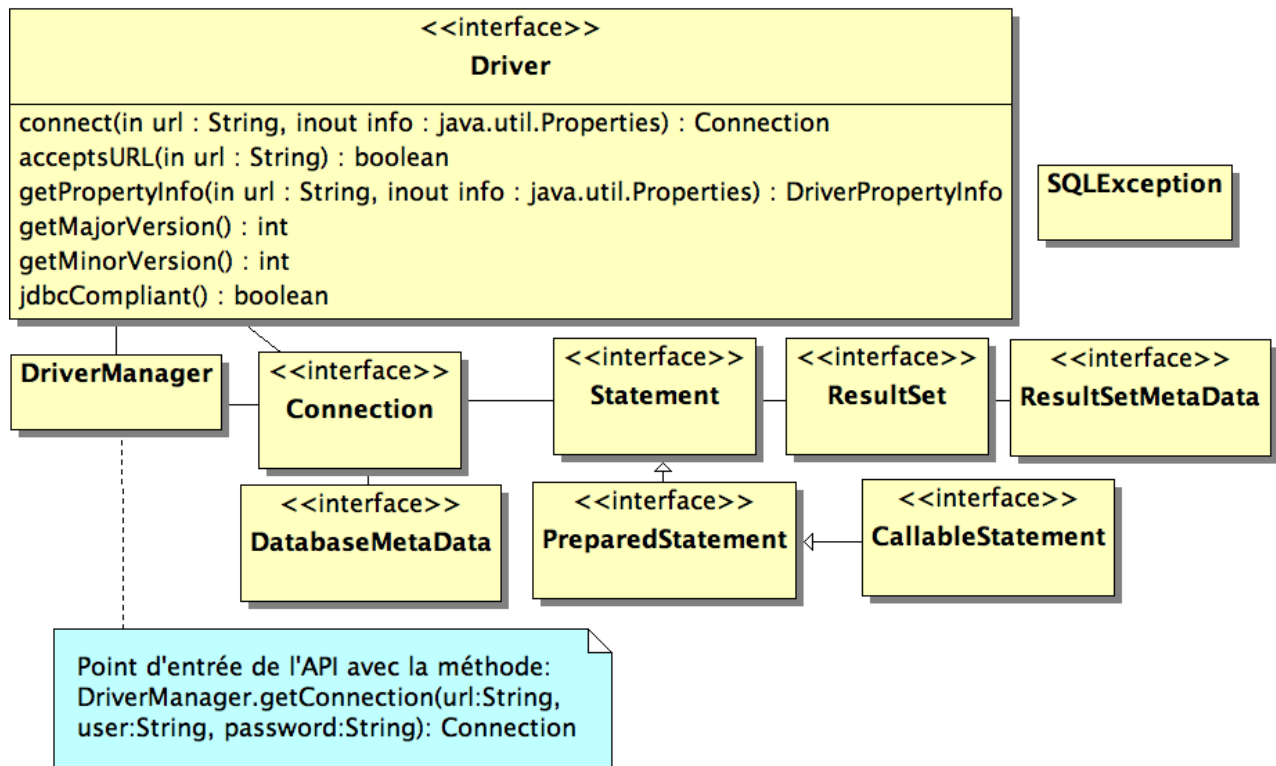 <<interface>>
Driver
connect(in url : String, inout info : java.util.Properties) : Connection
acceptsURL(in url : String) : boolean
getPropertyInfo(in url : String, inout info : java.util.Properties) : DriverPropertyInfo
getMajorVersion() : int
getMinorVersion() : int
jdbcCompliant() : boolean
SQLException
DriverManager
<<interface>>
Connection
<<interface>>
Statement
<<interface>>
ResultSet
<<interface>>
ResultSetMetaData
<<interface>>
DatabaseMetaData
<<interface>>
PreparedStatement
<<interface>>
CallableStatement
Point d'entrée de l'API avec la méthode:
DriverManager.getConnection(url:String,
user:String, password:String): Connection